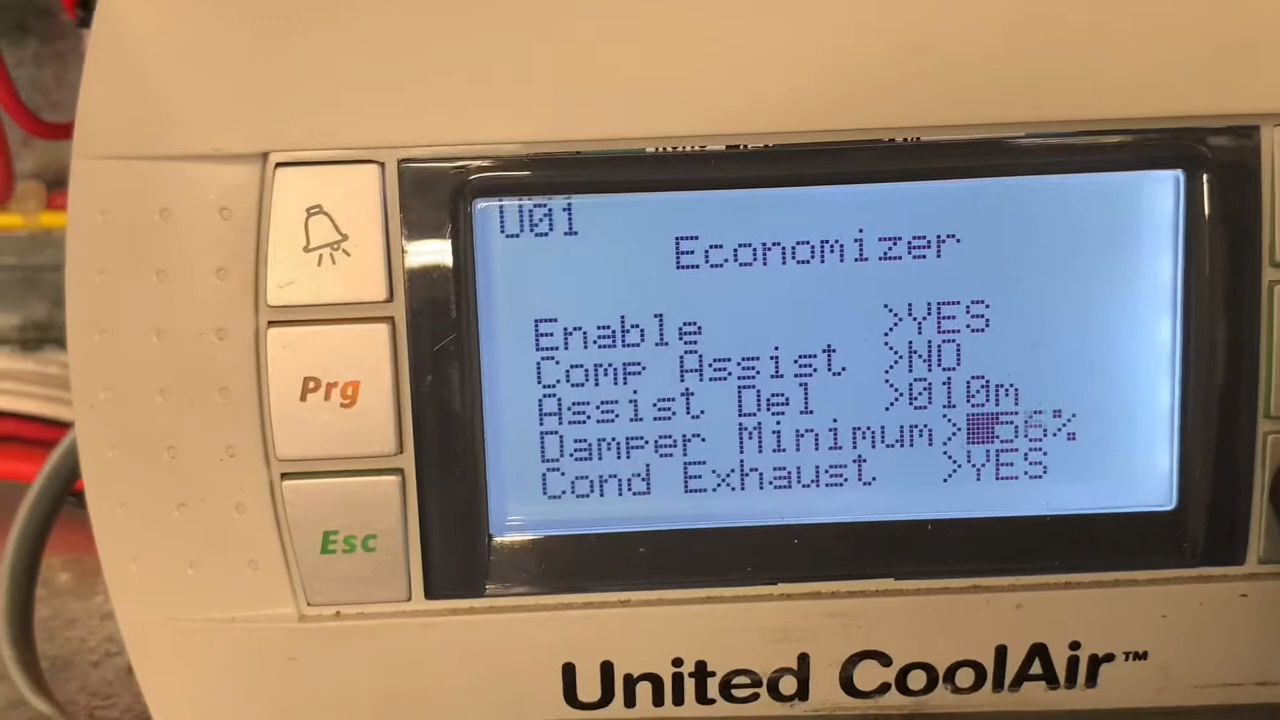 U01
Economizer
Enable >YES
Comp Assist >NO
Assist Del >010m
Damper Minimum>
Cond Exhaust >YES
Prg
Esc
United CoolAir™